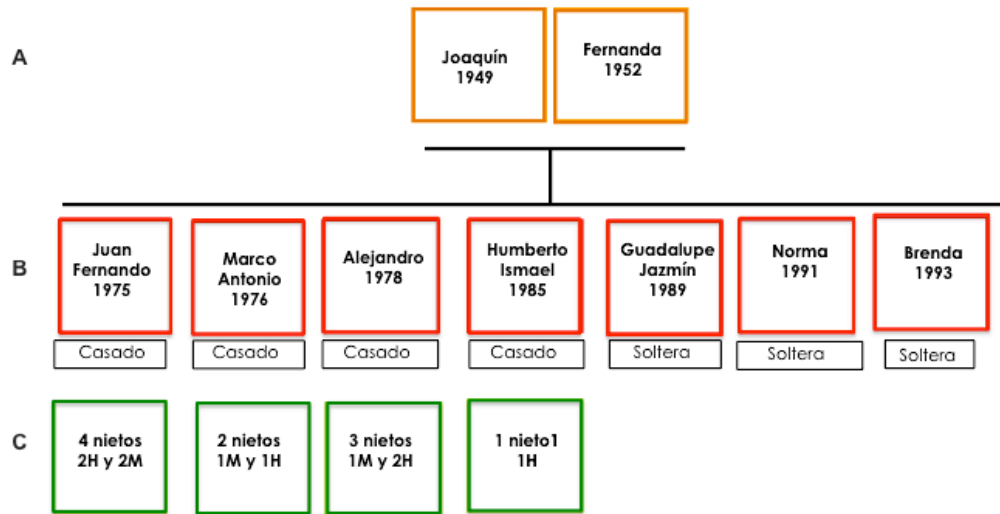 A
Joaquín
1949
Fernanda
1952
B
Juan
Fernando
1975
Marco
Antonio
1976
Alejandro
1978
Humberto
Ismael
1985
Guadalupe
Jazmín
1989
Norma
1991
Brenda
1993
Casado
Casado
Casado
Casado
Soltera
Soltera
Soltera
C
4 nietos
2H y 2M
2 nietos
1M y 1H
3 nietos
1M y 2H
1 nieto1
1H